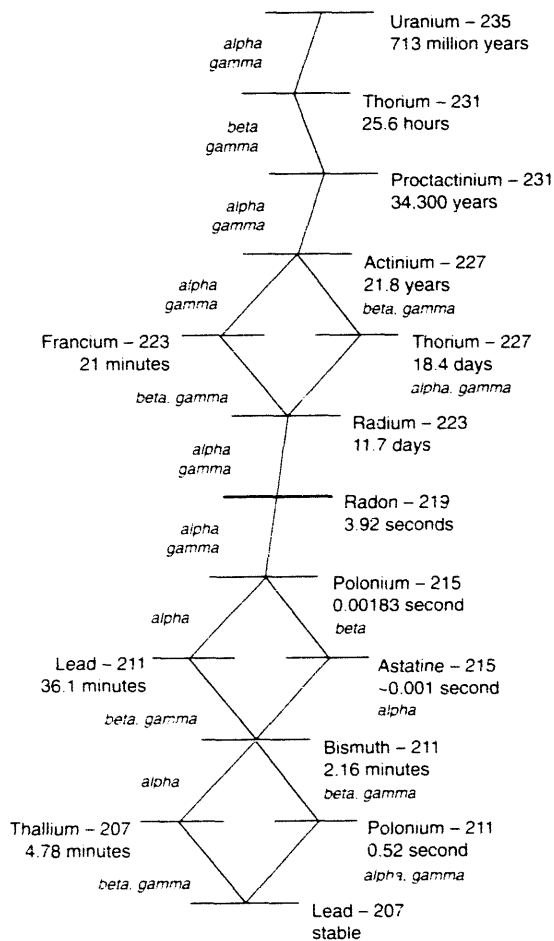 Uranium – 235
alpha
gamma
713 million years
Thorium – 231
25.6 hours
beta
gamma
Proctactinium – 231
34,300 years
alpha
gamma
Actinium – 227
21.8 years
alpha
gamma
beta, gamma
Francium – 223
21 minutes
Thorium – 227
18.4 days
alpha, gamma
beta, gamma
Radium – 223
11.7 days
alpha
gamma
Radon – 219
3.92 seconds
alpha
gamma
Polonium – 215
0.00183 second
alpha
beta
Lead – 211
36.1 minutes
Astatine – 215
~0.001 second
alpha
beta, gamma
Bismuth – 211
2.16 minutes
alpha
beta, gamma
Thallium – 207
4.78 minutes
Polonium – 211
0.52 second
alpha, gamma
beta, gamma
Lead – 207
stable